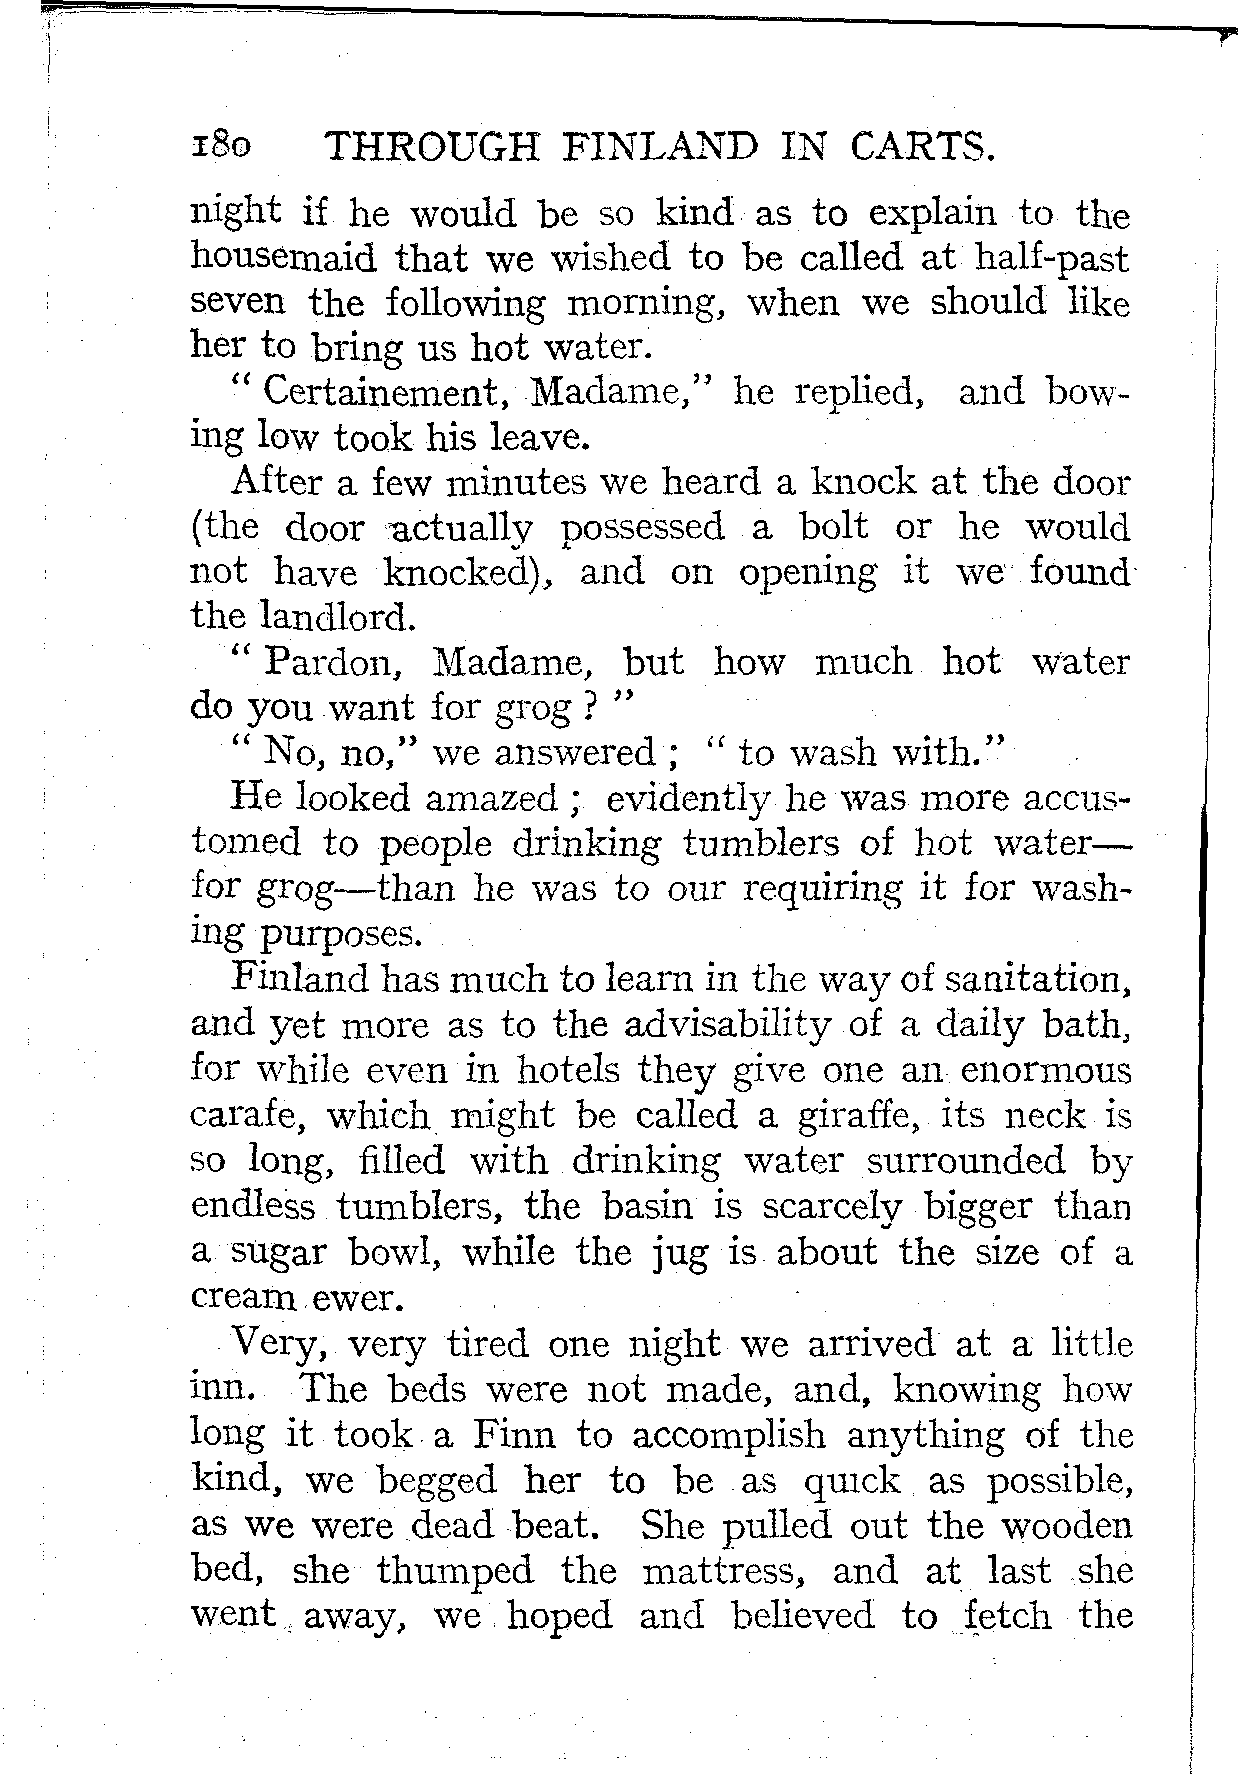 180 THROUGH FINLAND IN CARTS.
night if he would be so kind as to explain to the
housemaid that we wished to be called at half-past
seven the following morning, when we should like
her to bring us hot water.
“ Certainement, Madame,” he replied, and bow-
ing low took his leave.
After a few minutes we heard a knock at the door
(the door actually possessed a bolt or he would
not have knocked), and on opening it we found
the landlord.
“ Pardon, Madame, but how much hot water
do you want for grog ? ”
“ No, no,” we answered ; “ to wash with.”
He looked amazed ; evidently he was more accus-
tomed to people drinking tumblers of hot water—
for grog—than he was to our requiring it for wash-
ing purposes.
Finland has much to learn in the way of sanitation,
and yet more as to the advisability of a daily bath,
for while even in hotels they give one an enormous
carafe, which might be called a giraffe, its neck is
so long, filled with drinking water surrounded by
endless tumblers, the basin is scarcely bigger than
a sugar bowl, while the jug is about the size of a
cream ewer.
Very, very tired one night we arrived at a little
inn. The beds were not made, and, knowing how
long it took a Finn to accomplish anything of the
kind, we begged her to be as quick as possible,
as we were dead beat. She pulled out the wooden
bed, she thumped the mattress, and at last she
went away, we hoped and believed to fetch the